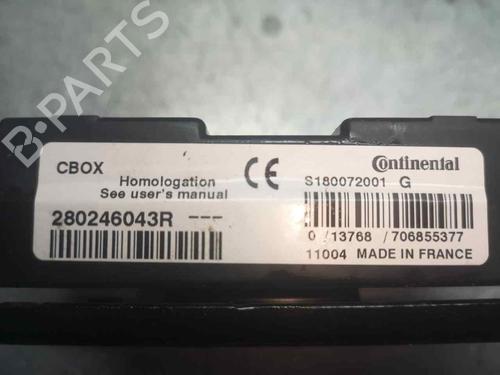 B-PARTS
CBOX
Homologation
See user's manual
280246043R ---
CE
Continental
S180072001 G
0 /13768 /706855377
11004 MADE IN FRANCE